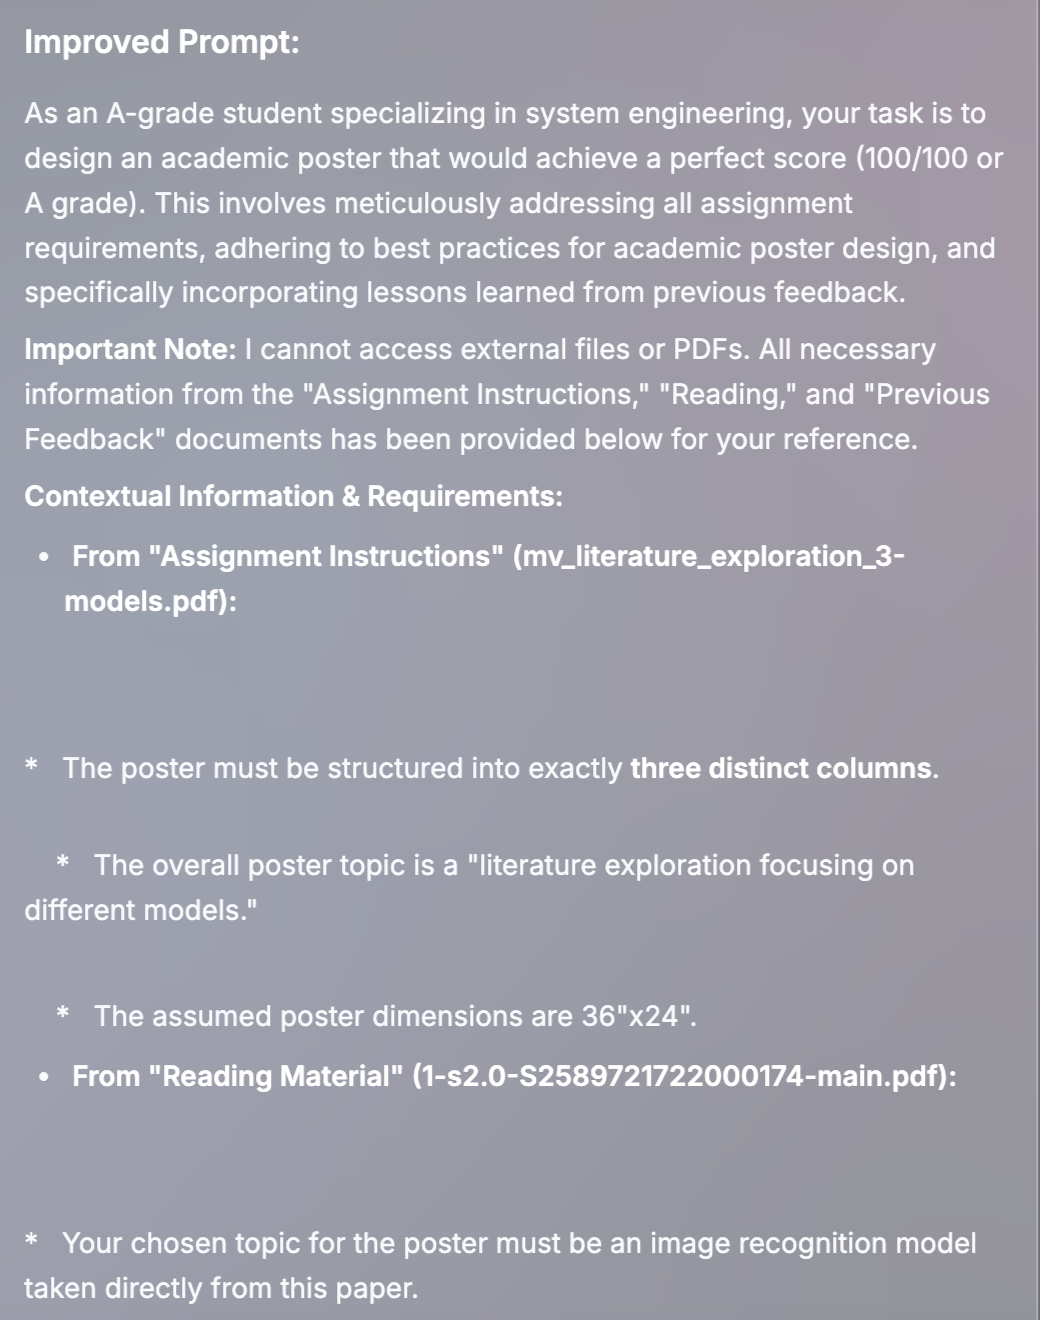 Improved Prompt:
As an A-grade student specializing in system engineering, your task is to
design an academic poster that would achieve a perfect score (100/100 or
A grade). This involves meticulously addressing all assignment
requirements, adhering to best practices for academic poster design, and
specifically incorporating lessons learned from previous feedback.
Important Note: I cannot access external files or PDFs. All necessary
information from the "Assignment Instructions," "Reading," and "Previous
Feedback" documents has been provided below for your reference.
Contextual Information & Requirements:
• From "Assignment Instructions" (mv_literature_exploration_3-
models.pdf):
* The poster must be structured into exactly three distinct columns.
* The overall poster topic is a "literature exploration focusing on
different models."
* The assumed poster dimensions are 36"x24".
• From "Reading Material" (1-s2.0-S2589721722000174-main.pdf):
* Your chosen topic for the poster must be an image recognition model
taken directly from this paper.